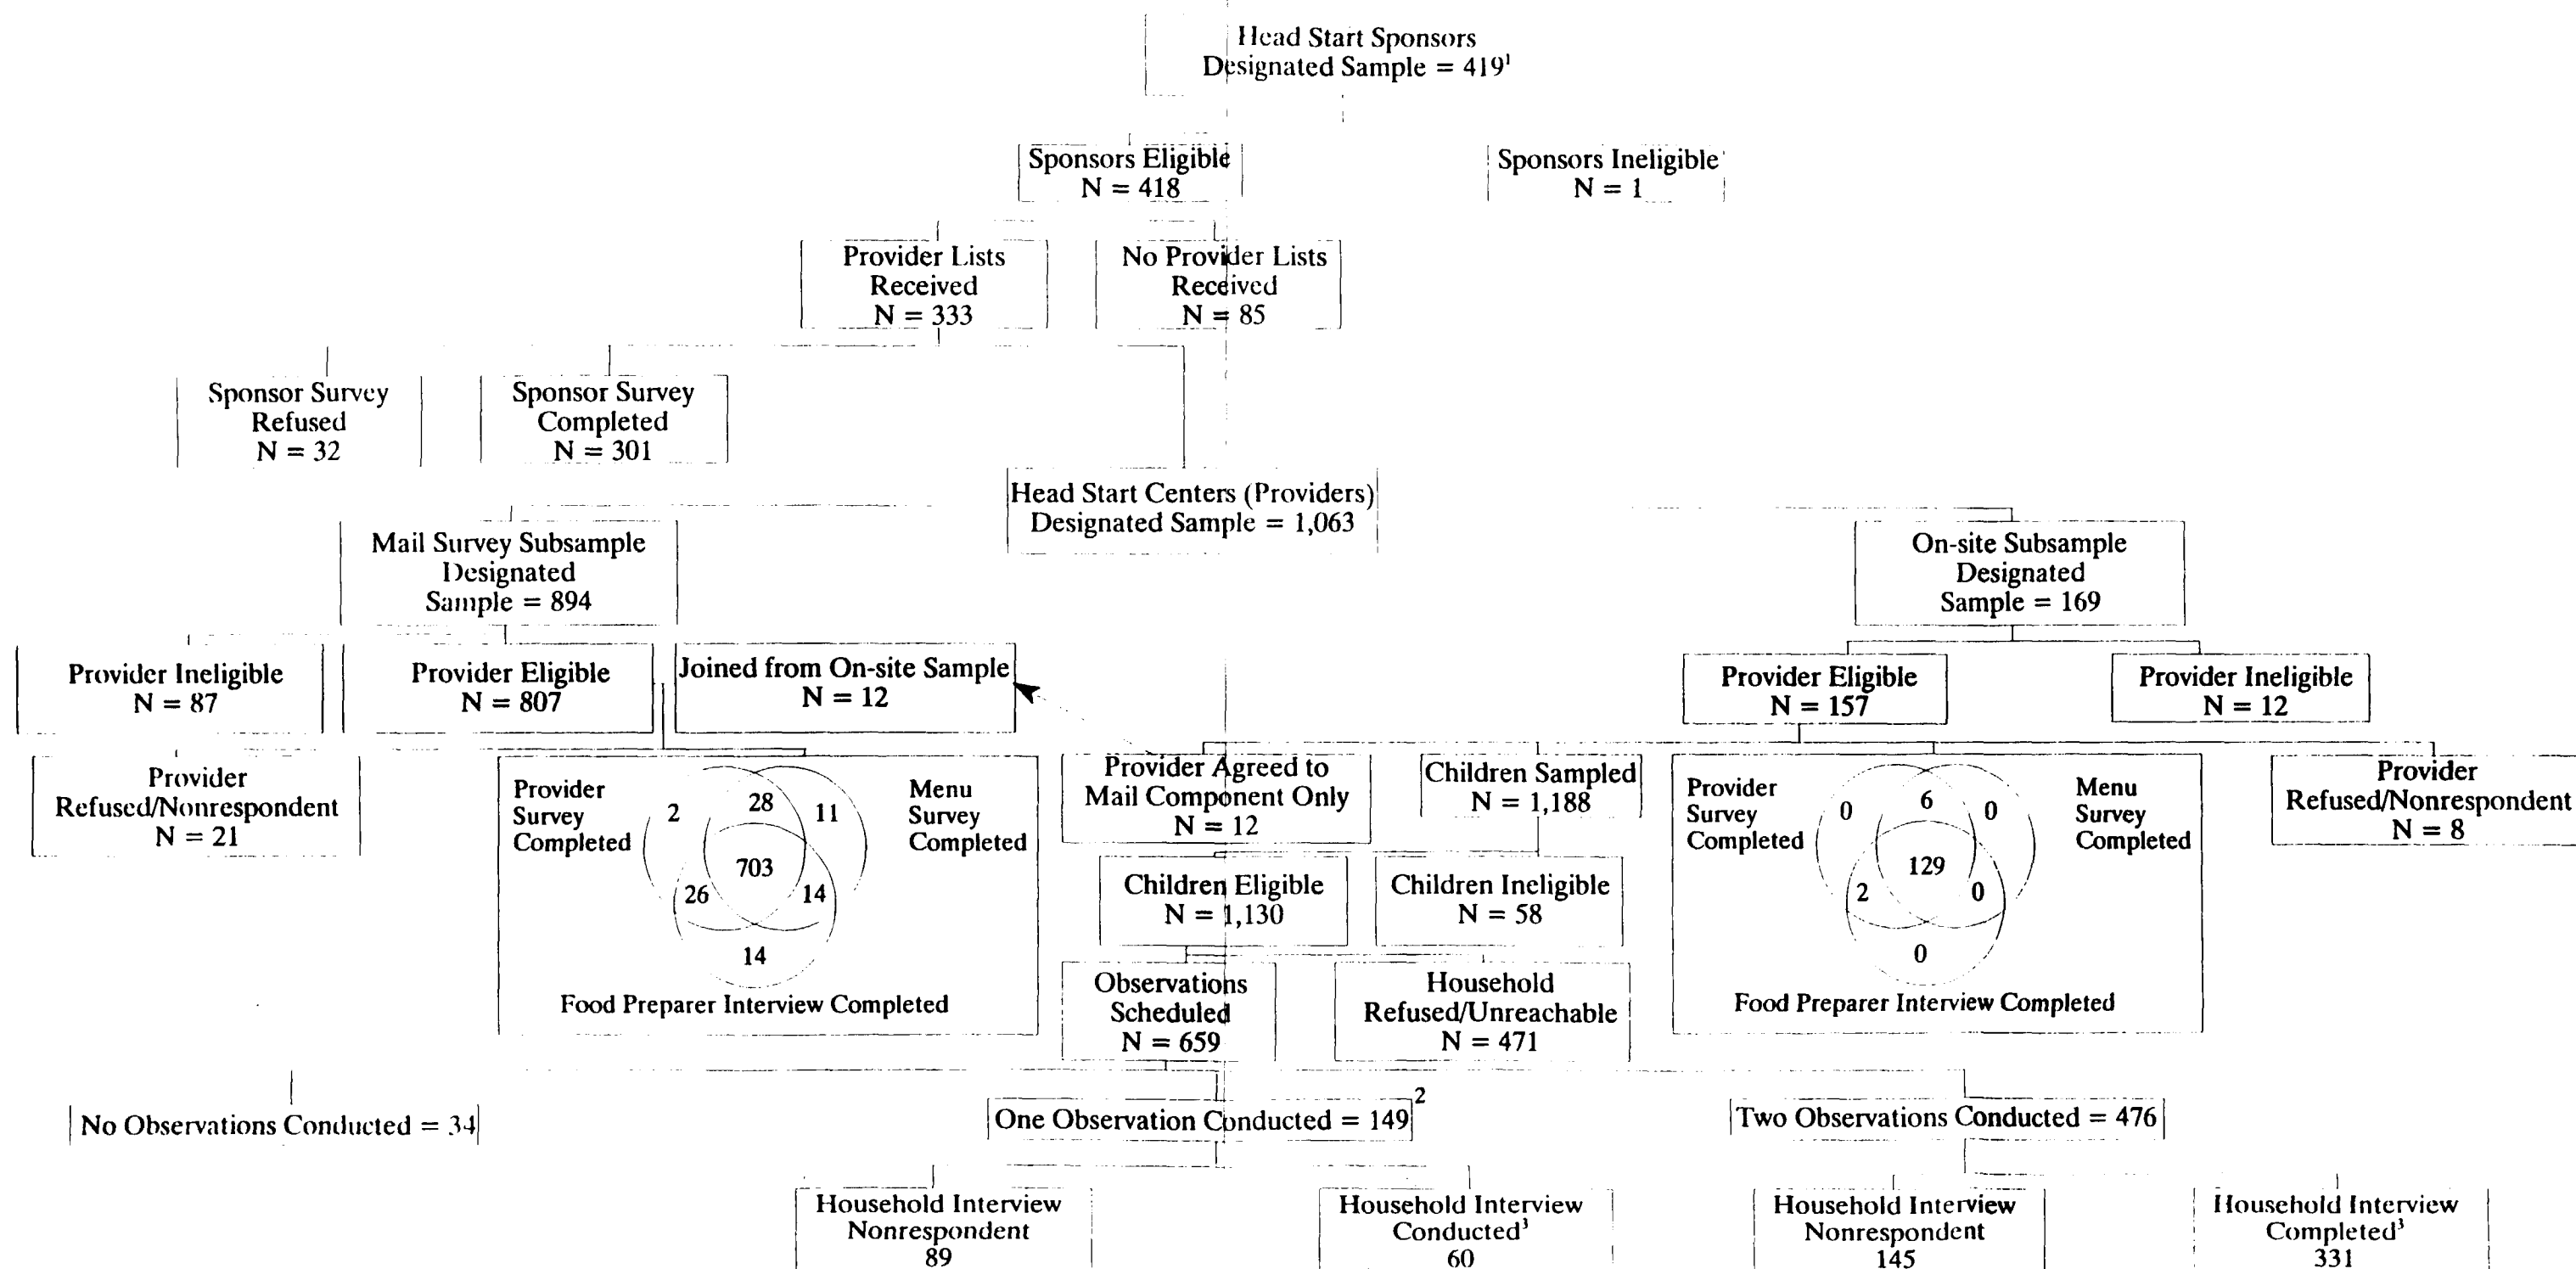 Head Start Sponsors
Designated Sample = 419¹
Sponsors Eligible
N = 418
Sponsors Ineligible
N = 1
Provider Lists
Received
N = 333
No Provider Lists
Received
N = 85
Sponsor Survey
Refused
N = 32
Sponsor Survey
Completed
N = 301
Head Start Centers (Providers)
Designated Sample = 1,063
Mail Survey Subsample
Designated
Sample = 894
On-site Subsample
Designated
Sample = 169
Provider Ineligible
N = 87
Provider Eligible
N = 807
Joined from On-site Sample
N = 12
Provider Eligible
N = 157
Provider Ineligible
N = 12
Provider
Refused/Nonrespondent
N = 21
Provider
Survey
Completed
2
28
11
Menu
Survey
Completed
703
26
14
14
Food Preparer Interview Completed
Provider Agreed to
Mail Component Only
N = 12
Children Sampled
N = 1,188
Children Eligible
N = 1,130
Children Ineligible
N = 58
Observations
Scheduled
N = 659
Household
Refused/Unreachable
N = 471
Provider
Survey
Completed
0
6
0
Menu
Survey
Completed
129
2
0
0
Food Preparer Interview Completed
Provider
Refused/Nonrespondent
N = 8
No Observations Conducted = 34
One Observation Conducted = 149²
Two Observations Conducted = 476
Household Interview
Nonrespondent
89
Household Interview
Conducted³
60
Household Interview
Nonrespondent
145
Household Interview
Completed³
331